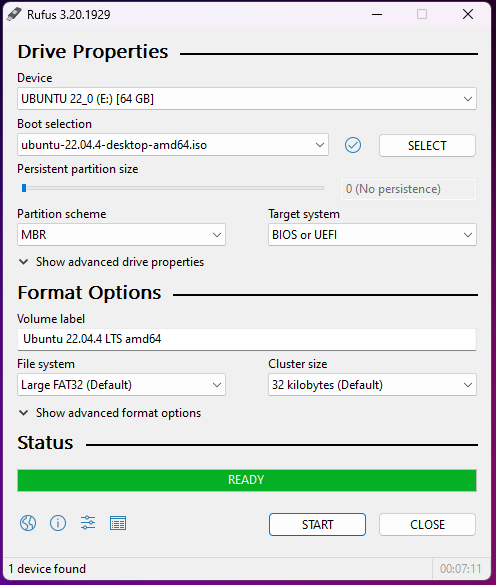 Rufus 3.20.1929
Drive Properties
Device
UBUNTU 22_0 (E:) [64 GB]
Boot selection
ubuntu-22.04.4-desktop-amd64.iso
SELECT
Persistent partition size
0 (No persistence)
Partition scheme
Target system
MBR
BIOS or UEFI
Show advanced drive properties
Format Options
Volume label
Ubuntu 22.04.4 LTS amd64
File system
Cluster size
Large FAT32 (Default)
32 kilobytes (Default)
Show advanced format options
Status
READY
START
CLOSE
1 device found
00:07:11